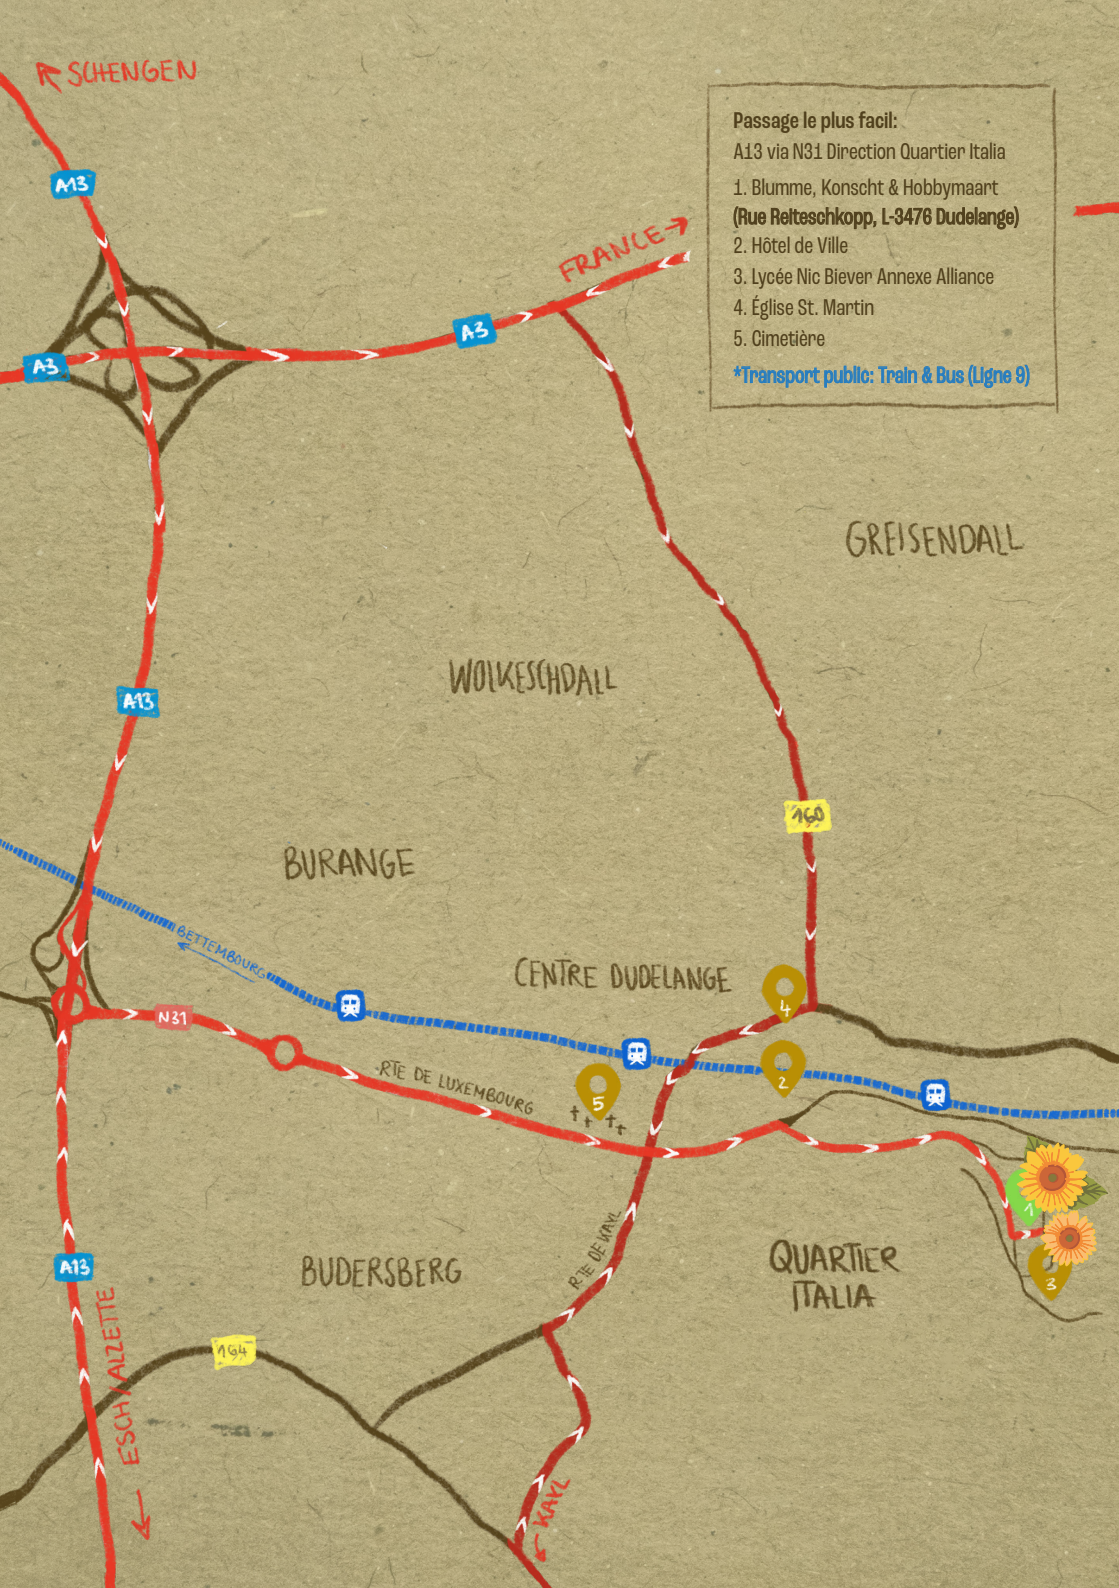 SCHENGEN
Passage le plus facil:
A13 via N31 Direction Quartier Italia
1. Blumme, Konscht & Hobbymaart
(Rue Reiteschkopp, L-3476 Dudelange)
2. Hôtel de Ville
3. Lycée Nic Biever Annexe Alliance
4. Église St. Martin
5. Cimetière
*Transport public: Train & Bus (Ligne 9)
A13
FRANCE
A3
A3
GREISENDALL
WOLKESCHDALL
A13
160
BURANGE
BETTEMBOURG
CENTRE DUDELANGE
4
N31
2
RTE DE LUXEMBOURG
5
1
RTE DE KAYL
QUARTIER
ITALIA
3
A13
BUDERSBERG
164
ESCH/ALZETTE
KAYL